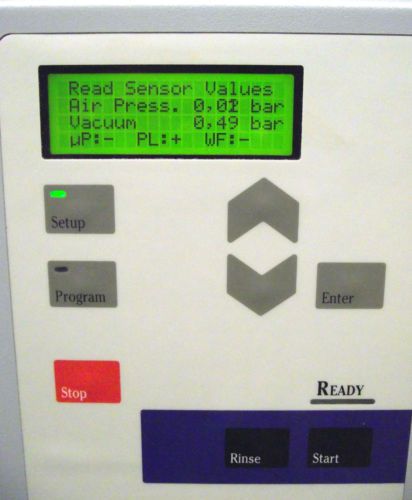 Read Sensor Values
Air Press. 0,02 bar
Vacuum 0,49 bar
µP:- PL:+ WF:-
Setup
Program
Enter
Stop
READY
Rinse
Start